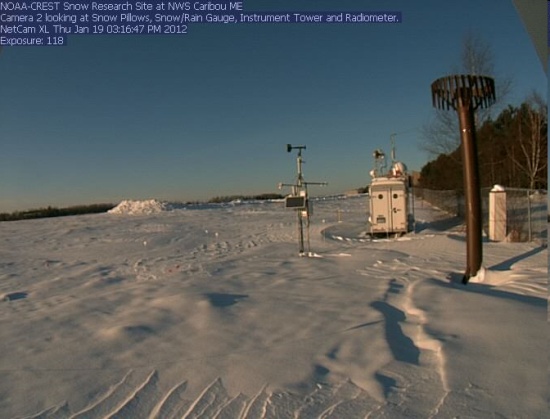 NOAA-CREST Snow Research Site at NWS Caribou ME
Camera 2 looking at Snow Pillows, Snow/Rain Gauge, Instrument Tower and Radiometer.
NetCam XL Thu Jan 19 03:16:47 PM 2012
Exposure: 118